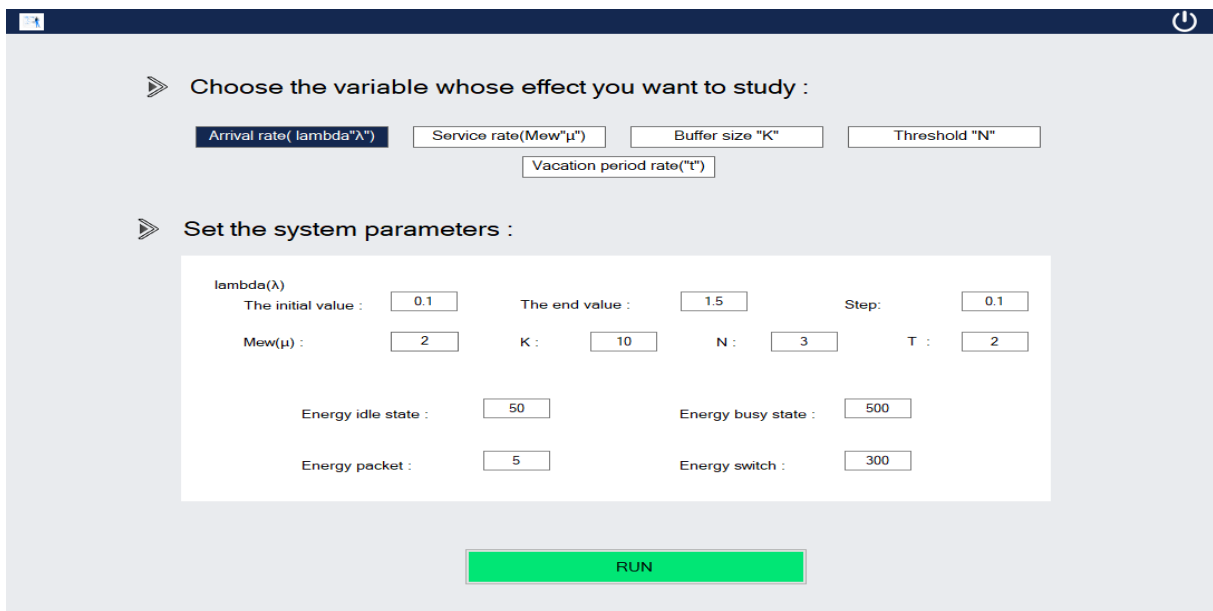 Choose the variable whose effect you want to study :
Arrival rate( lambda"λ") Service rate(Mew"μ") Buffer size "K" Threshold "N"
Vacation period rate("t")
Set the system parameters :
lambda(λ)
The initial value : 0.1 The end value : 1.5 Step: 0.1
Mew(μ) : 2 K : 10 N : 3 T : 2
Energy idle state : 50 Energy busy state : 500
Energy packet : 5 Energy switch : 300
RUN